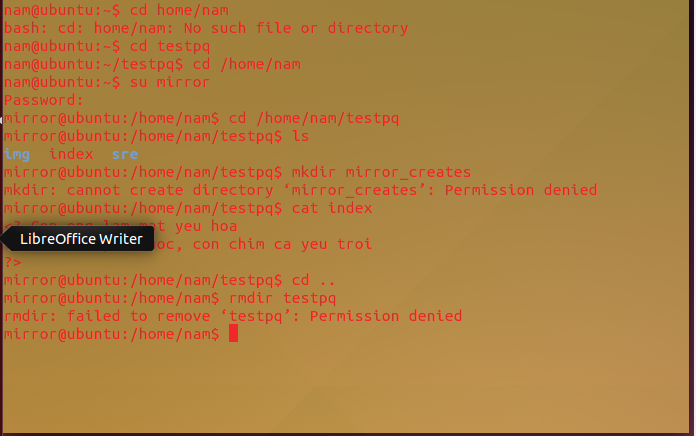 nam@ubuntu:~$ cd home/nam
bash: cd: home/nam: No such file or directory
nam@ubuntu:~$ cd testpq
nam@ubuntu:~/testpq$ cd /home/nam
nam@ubuntu:~$ su mirror
Password:
mirror@ubuntu:/home/nam$ cd /home/nam/testpq
mirror@ubuntu:/home/nam/testpq$ ls
img  index  sre
mirror@ubuntu:/home/nam/testpq$ mkdir mirror_creates
mkdir: cannot create directory ‘mirror_creates’: Permission denied
mirror@ubuntu:/home/nam/testpq$ cat index
yeu hoa
LibreOffice Writer
con chim ca yeu troi
?>
mirror@ubuntu:/home/nam/testpq$ cd ..
mirror@ubuntu:/home/nam$ rmdir testpq
rmdir: failed to remove ‘testpq’: Permission denied
mirror@ubuntu:/home/nam$